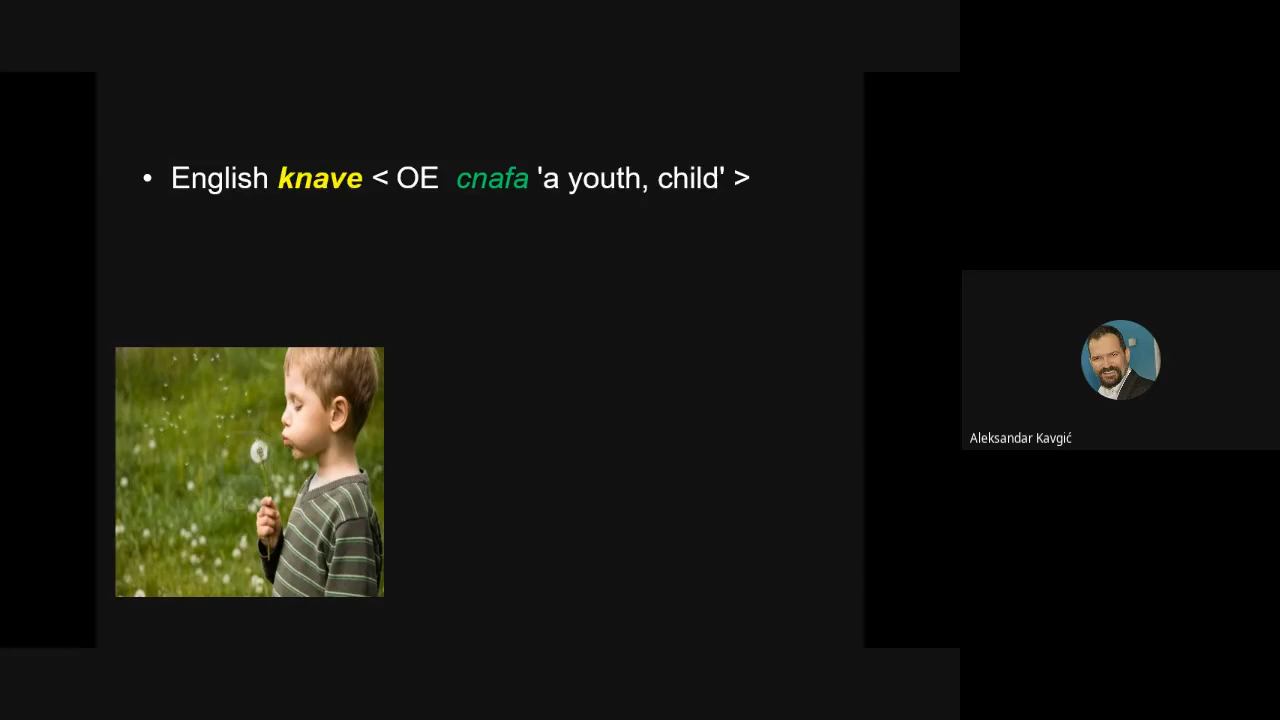 • English knave < OE cnafa 'a youth, child' >
Aleksandar Kavgić